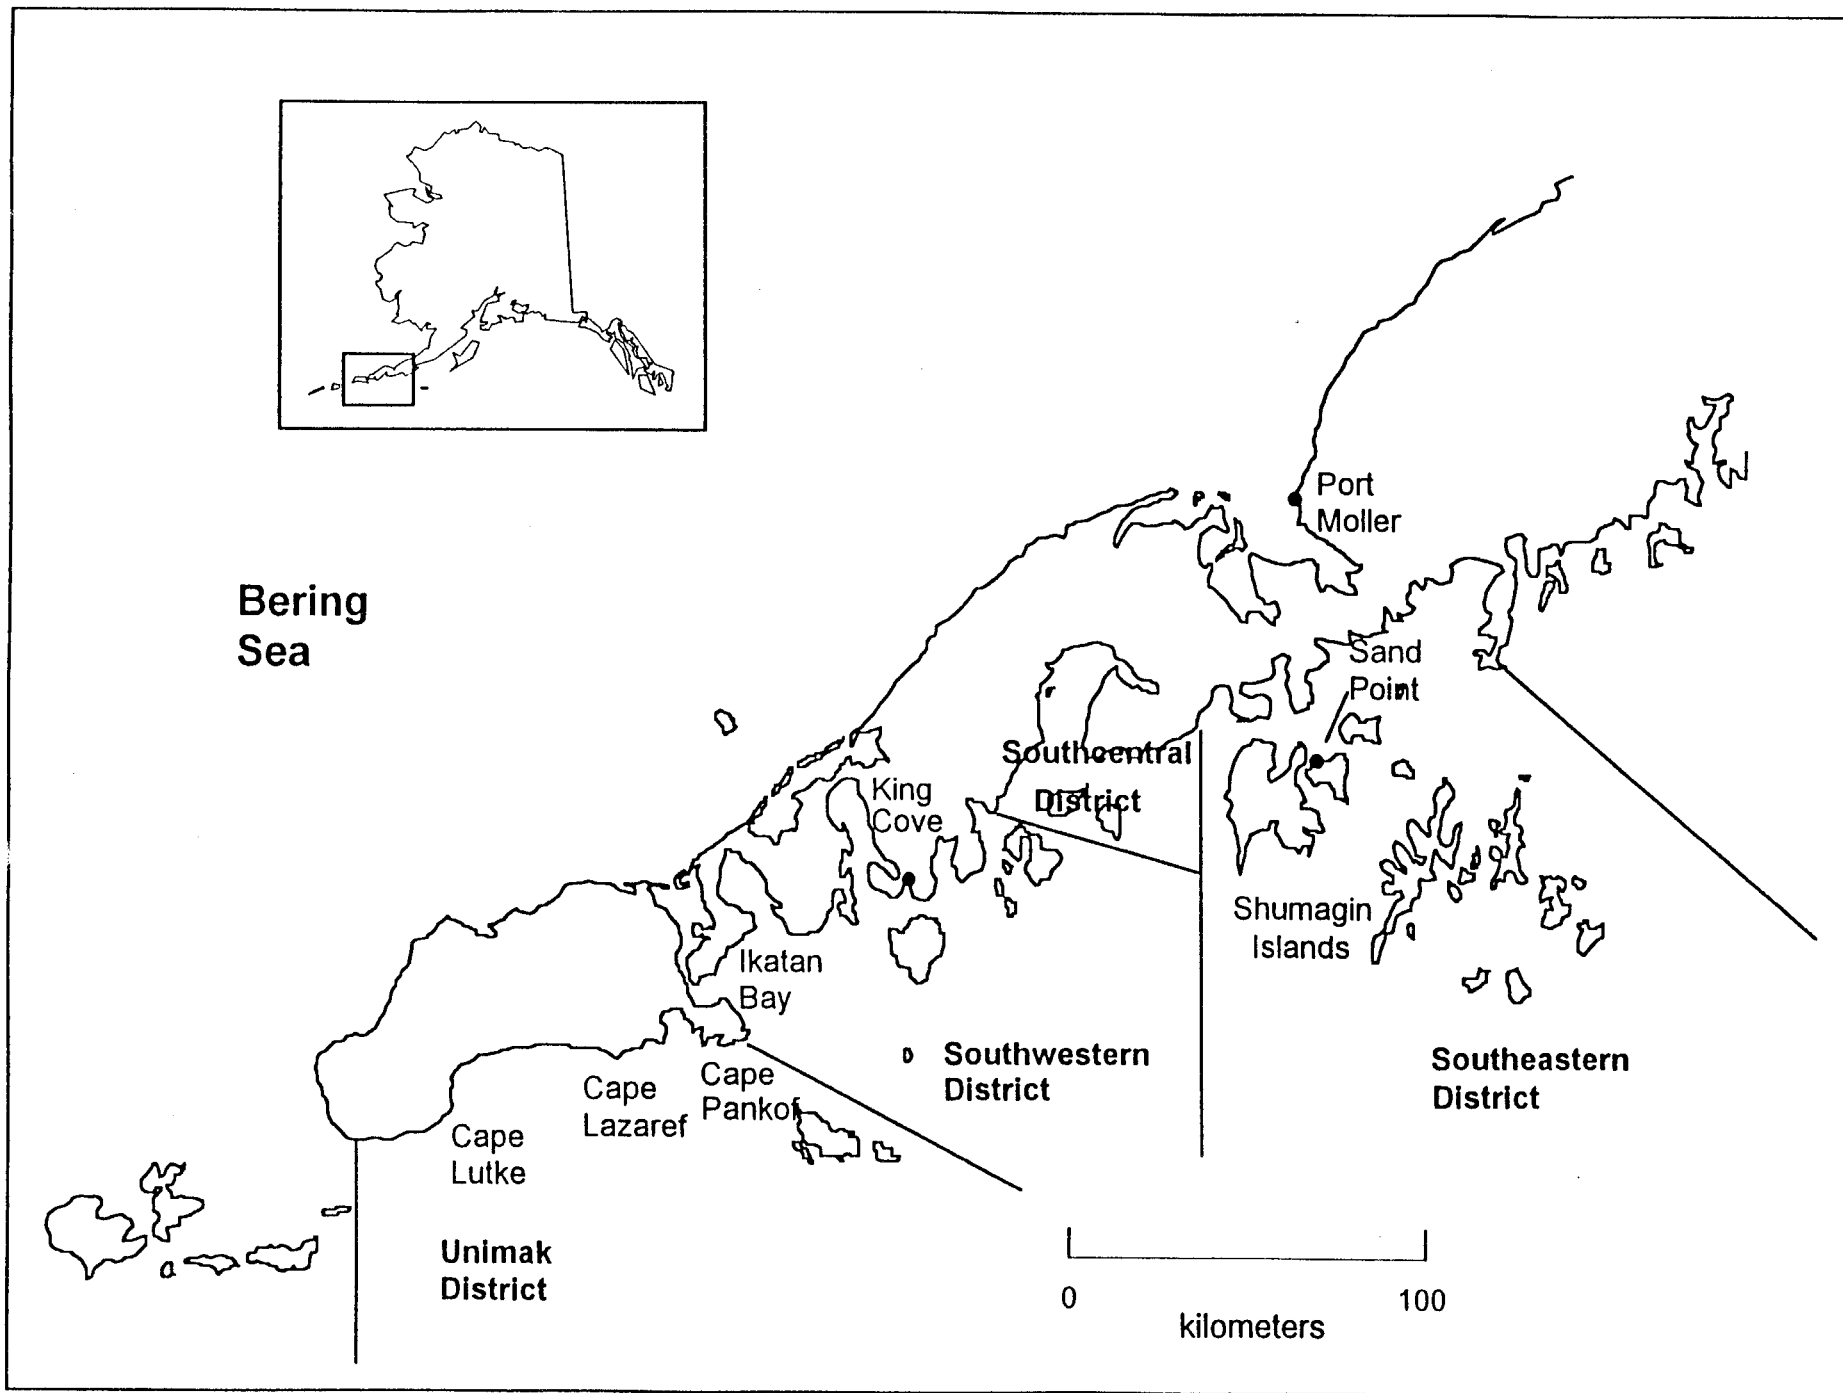 Port
Moller
Bering
Sea
Sand
Point
Southcentral
District
King
Cove
Shumagin
Islands
Ikatan
Bay
Southwestern
District
Southeastern
District
Cape
Pankof
Cape
Lazaref
Cape
Lutke
Unimak
District
0 100
kilometers